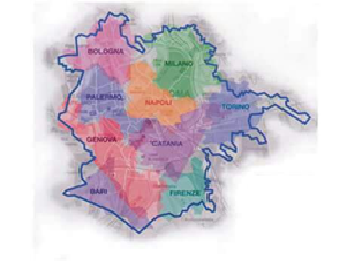 BOLOGNA
MILANO
PALERMO
NAPOLI
TORINO
GENOVA
CATANIA
BARI
FIRENZE